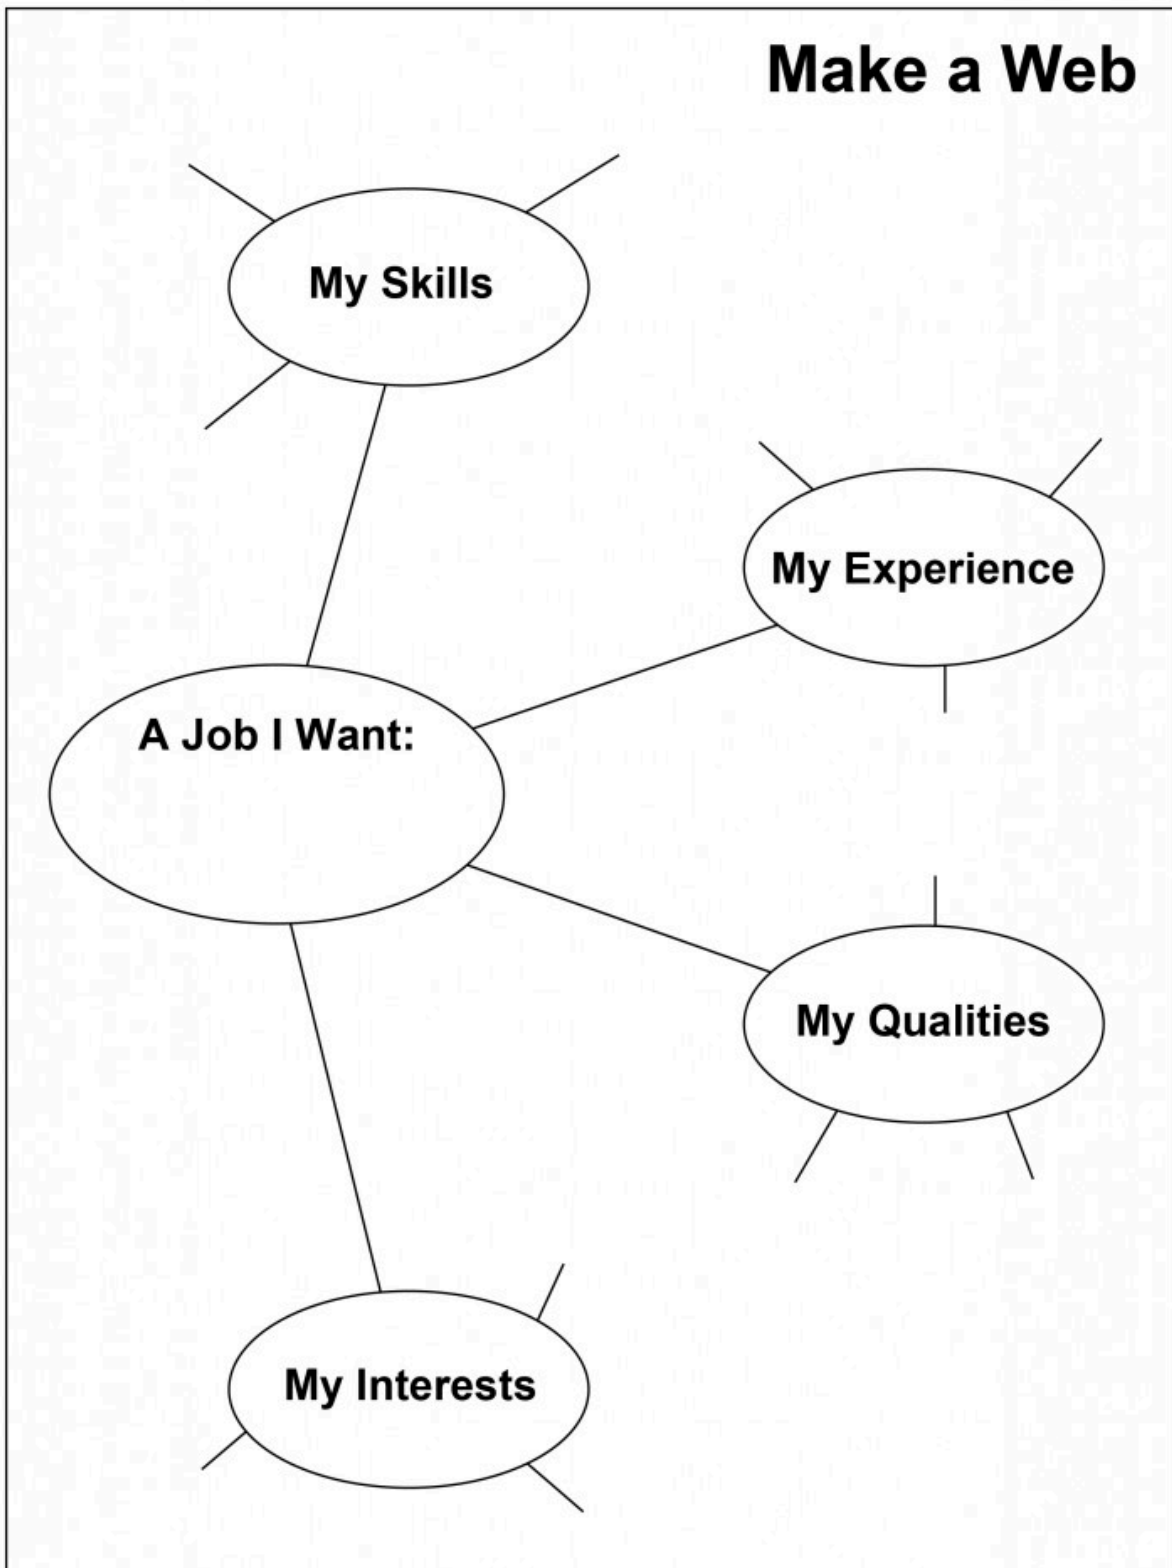 Make a Web
My Skills
My Experience
A Job I Want:
My Qualities
My Interests